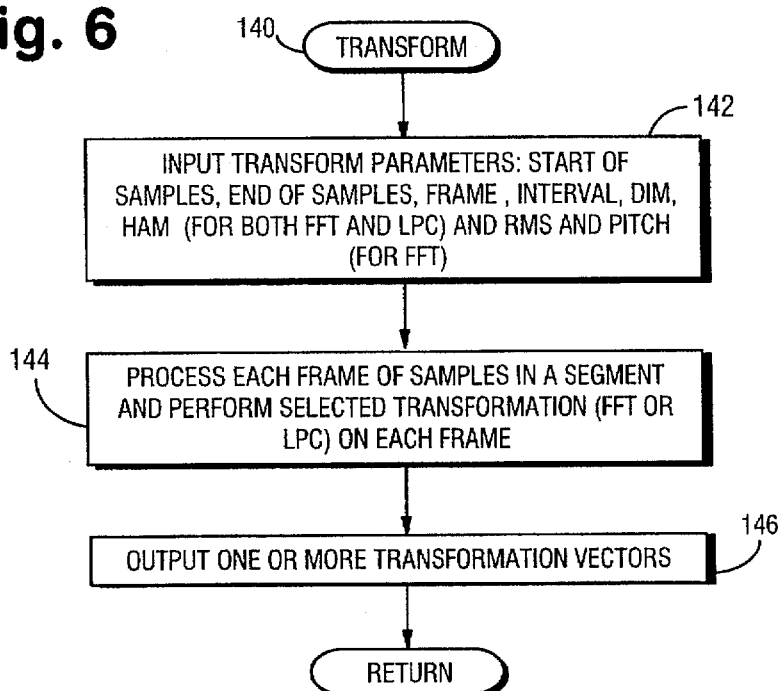 ig. 6
140
TRANSFORM
142
INPUT TRANSFORM PARAMETERS: START OF
SAMPLES, END OF SAMPLES, FRAME , INTERVAL, DIM,
HAM (FOR BOTH FFT AND LPC) AND RMS AND PITCH
(FOR FFT)
144
PROCESS EACH FRAME OF SAMPLES IN A SEGMENT
AND PERFORM SELECTED TRANSFORMATION (FFT OR
LPC) ON EACH FRAME
146
OUTPUT ONE OR MORE TRANSFORMATION VECTORS
RETURN